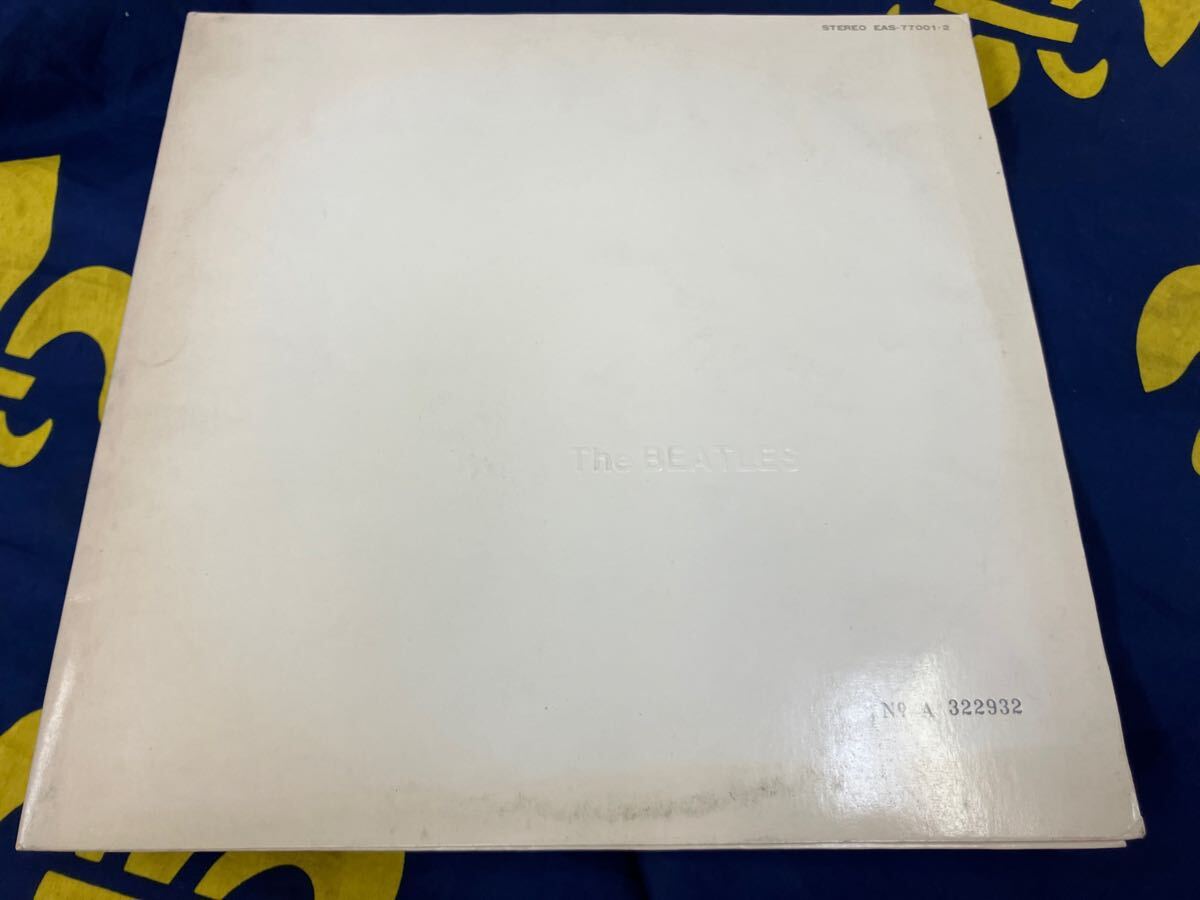 STEREO EAS-77001·2
The BEATLES
Nº A 322932